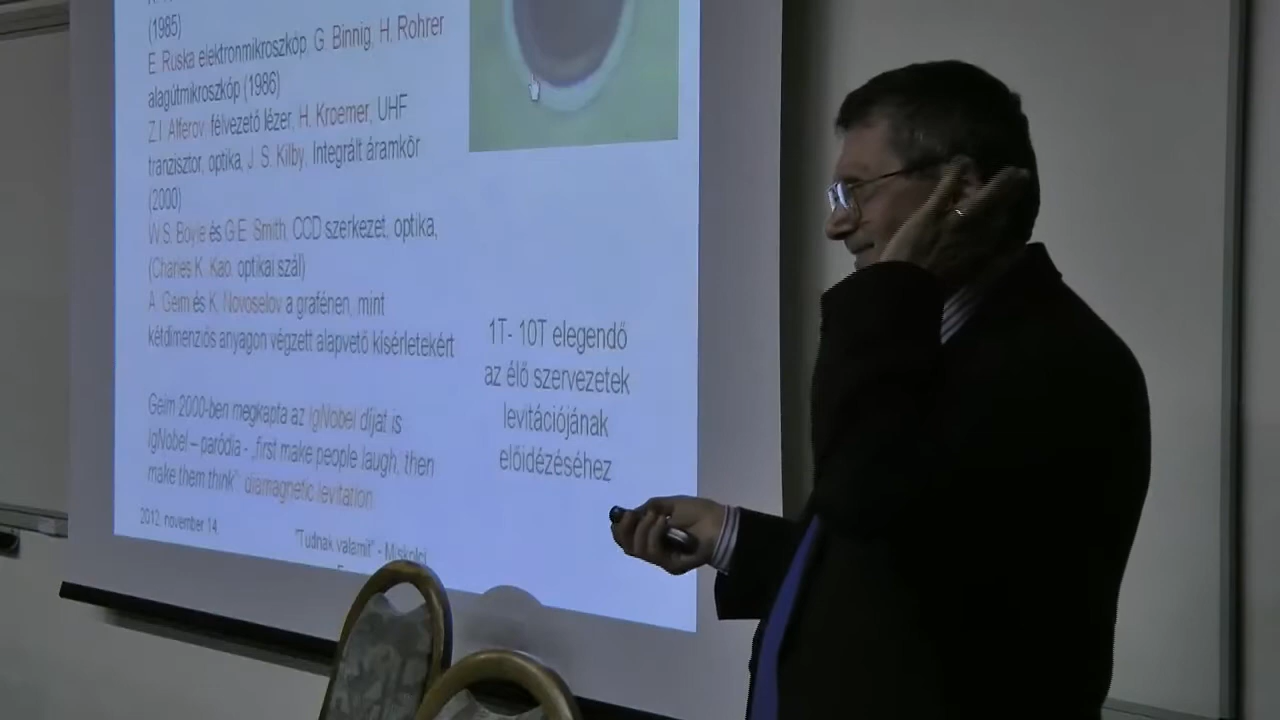 (1985)
E. Ruska elektronmikroszkóp, G. Binnig, H. Rohrer
alagútmikroszkóp (1986)
Z.I. Alferov félvezető lézer, H. Kroemer, UHF
tranzisztor, optika, J. S. Kilby. Integrált áramkör
(2000)
W.S. Boyle és G.E. Smith, CCD szerkezet, optika,
(Charles K. Kao, optikai szál)
A. Geim és K. Novoselov a grafénen, mint
kétdimenziós anyagon végzett alapvető kísérletekért
Geim 2000-ben megkapta az IgNobel díjat is
IgNobel – paródia - „first make people laugh, then
make them think” diamagnetic levitation
1T- 10T elegendő
az élő szervezetek
levitációjának
előidézéséhez
2012. november 14.
"Tudnak valamit" - Miskolci